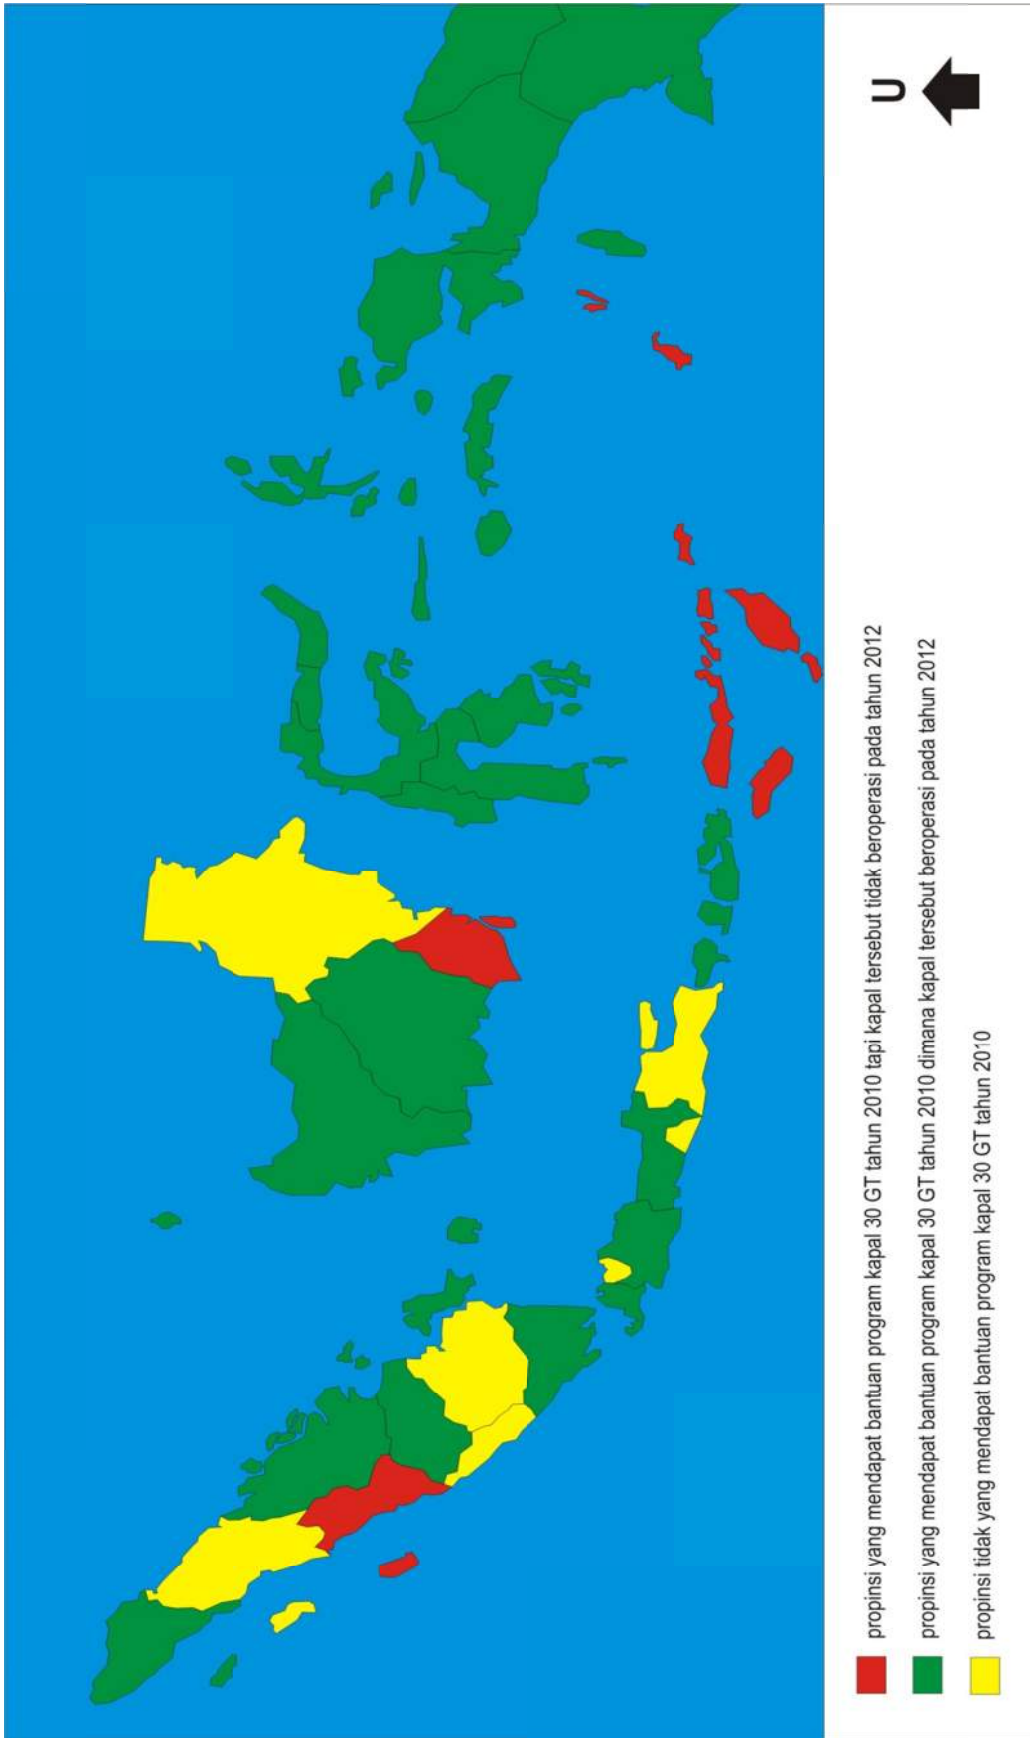 U
propinsi yang mendapat bantuan program kapal 30 GT tahun 2010 tapi kapal tersebut tidak beroperasi pada tahun 2012
propinsi yang mendapat bantuan program kapal 30 GT tahun 2010 dimana kapal tersebut beroperasi pada tahun 2012
propinsi tidak yang mendapat bantuan program kapal 30 GT tahun 2010